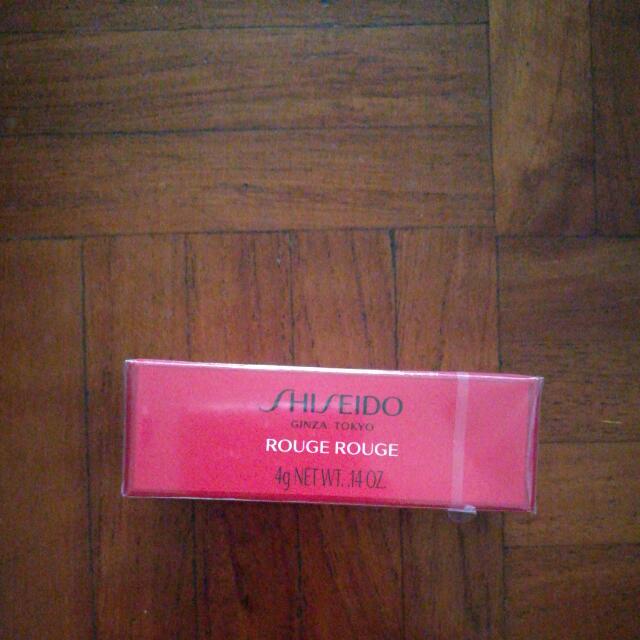 SHISEIDO
GINZA TOKYO
ROUGE ROUGE
4g NET WT. .14 OZ.